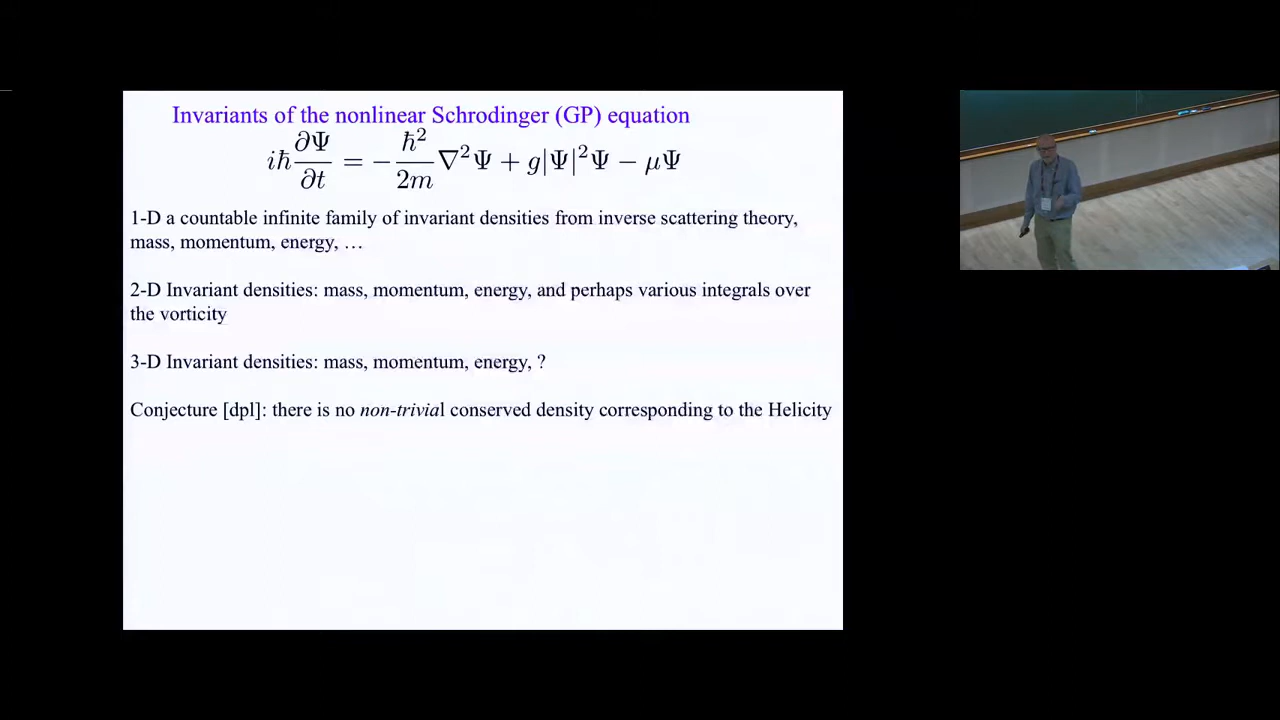 Invariants of the nonlinear Schrodinger (GP) equation
iħ ∂Ψ/∂t = −ħ²/2m ∇²Ψ + g|Ψ|²Ψ − μΨ
1-D a countable infinite family of invariant densities from inverse scattering theory,
mass, momentum, energy, …
2-D Invariant densities: mass, momentum, energy, and perhaps various integrals over
the vorticity
3-D Invariant densities: mass, momentum, energy, ?
Conjecture [dpl]: there is no non-trivial conserved density corresponding to the Helicity